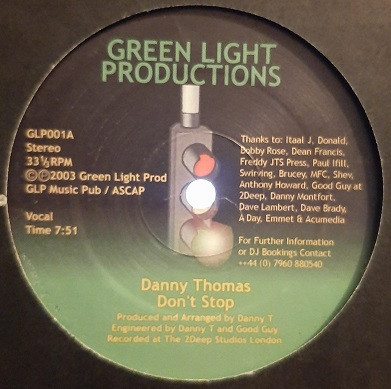 GREEN LIGHT
PRODUCTIONS
GLP001A
Stereo
33⅓RPM
©℗2003 Green Light Prod
GLP Music Pub / ASCAP
Vocal
Time 7:51
Thanks to: Itaal J. Donald,
Bobby Rose, Dean Francis,
Freddy JTS Press, Paul Ifill,
Swirving, Brucey, MFC, Shev,
Anthony Howard, Good Guy at
2Deep, Danny Montfort,
Dave Lambert, Dave Brady,
A Day, Emmet & Acumedia
For Further Information
or DJ Bookings Contact
++44 (0) 7960 880540
Danny Thomas
Don't Stop
Produced and Arranged by Danny T
Engineered by Danny T and Good Guy
Recorded at The 2Deep Studios London